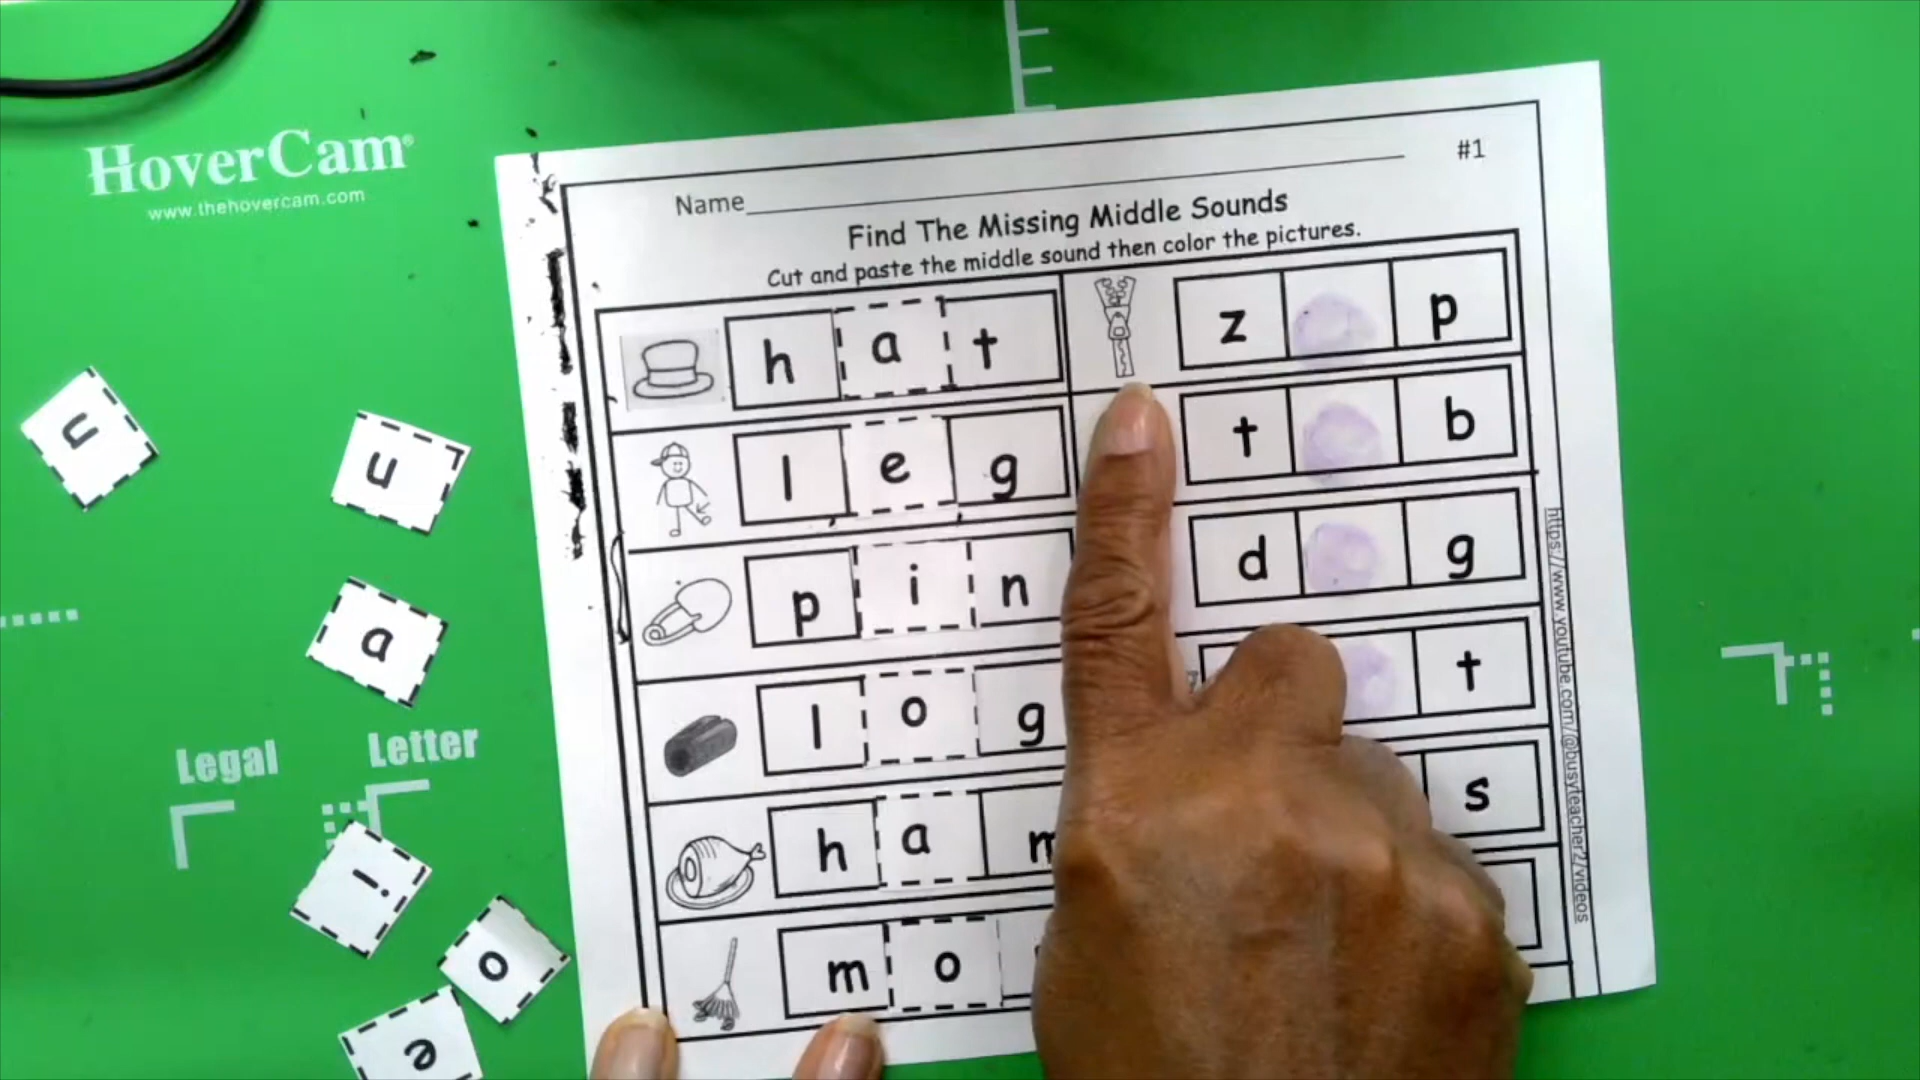 HoverCam®
www.thehovercam.com
Legal
Letter
u
u
a
i
o
e
#1
Name
Find The Missing Middle Sounds
Cut and paste the middle sound then color the pictures.
h a t
z p
l e g
t b
p i n
d g
l o g
t
h a m
s
m o
https://www.youtube.com/@busyteacher2/videos